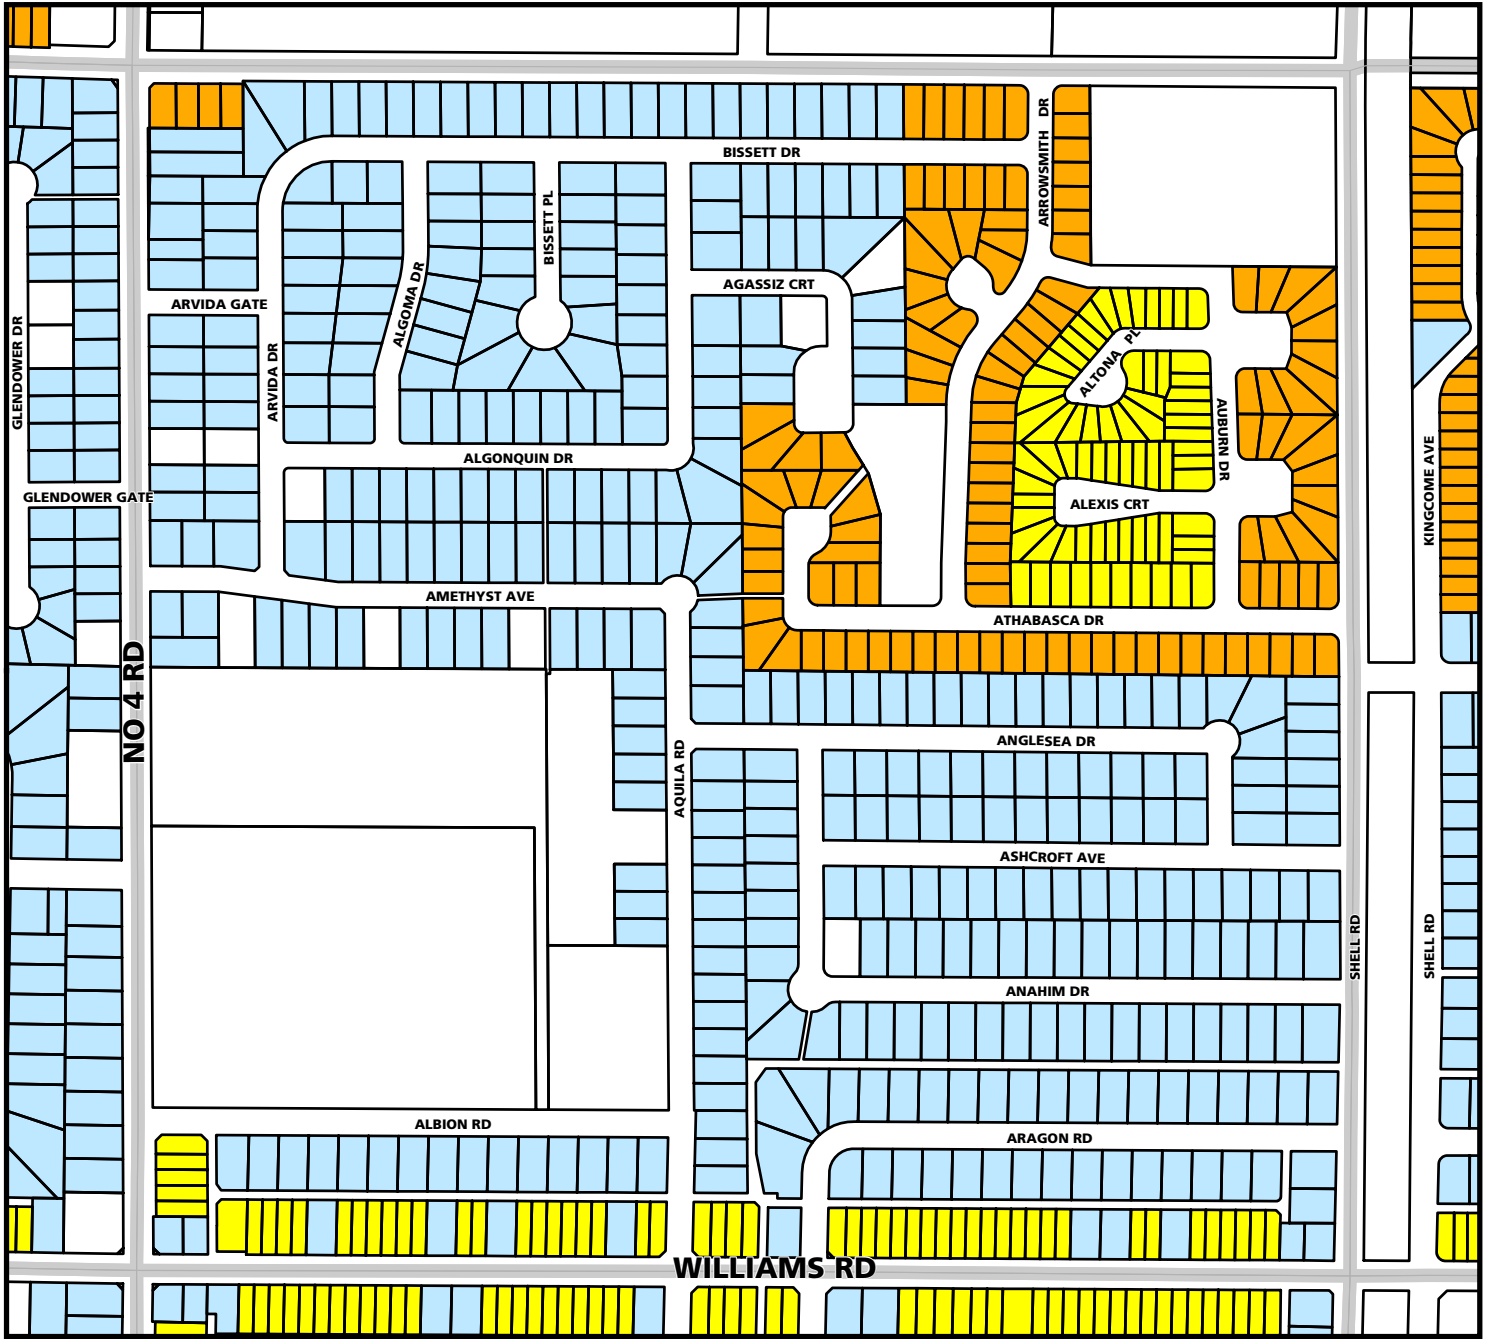 ARROWSMITH DR
BISSETT DR
BISSETT PL
ALGOMA DR
AGASSIZ CRT
ARVIDA GATE
GLENDOWER DR
ARVIDA DR
ALTONA PL
AUBURN DR
KINGCOME AVE
ALGONQUIN DR
GLENDOWER GATE
ALEXIS CRT
AMETHYST AVE
ATHABASCA DR
NO 4 RD
ANGLESEA DR
AQUILA RD
ASHCROFT AVE
SHELL RD
SHELL RD
ANAHIM DR
ALBION RD
ARAGON RD
WILLIAMS RD